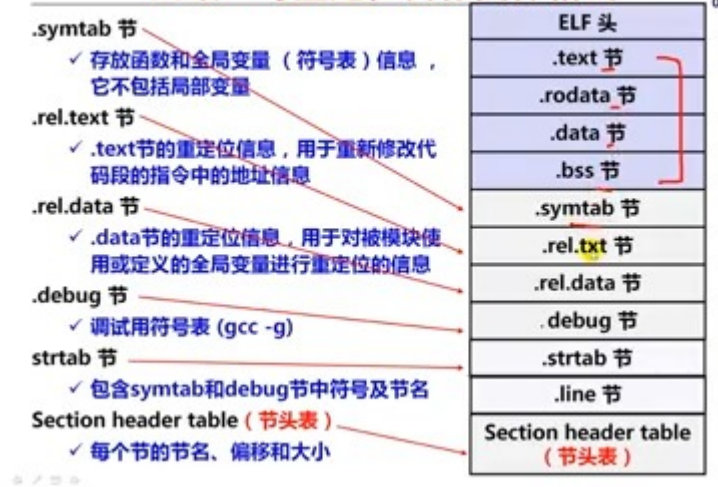 .symtab 节
✓ 存放函数和全局变量 （符号表）信息 ，
它不包括局部变量
.rel.text 节
✓ .text节的重定位信息，用于重新修改代
码段的指令中的地址信息
.rel.data 节
✓ .data节的重定位信息，用于对被模块使
用或定义的全局变量进行重定位的信息
.debug 节
✓ 调试用符号表 (gcc -g)
strtab 节
✓ 包含symtab和debug节中符号及节名
Section header table（节头表）
✓ 每个节的节名、偏移和大小
ELF 头
.text 节
.rodata 节
.data 节
.bss 节
.symtab 节
.rel.txt 节
.rel.data 节
.debug 节
.strtab 节
.line 节
Section header table
（节头表）